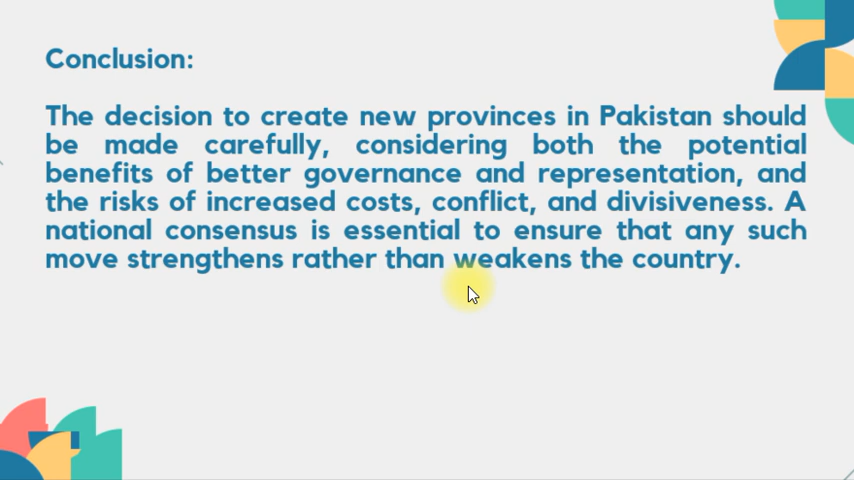 Conclusion:
The decision to create new provinces in Pakistan should
be made carefully, considering both the potential
benefits of better governance and representation, and
the risks of increased costs, conflict, and divisiveness. A
national consensus is essential to ensure that any such
move strengthens rather than weakens the country.